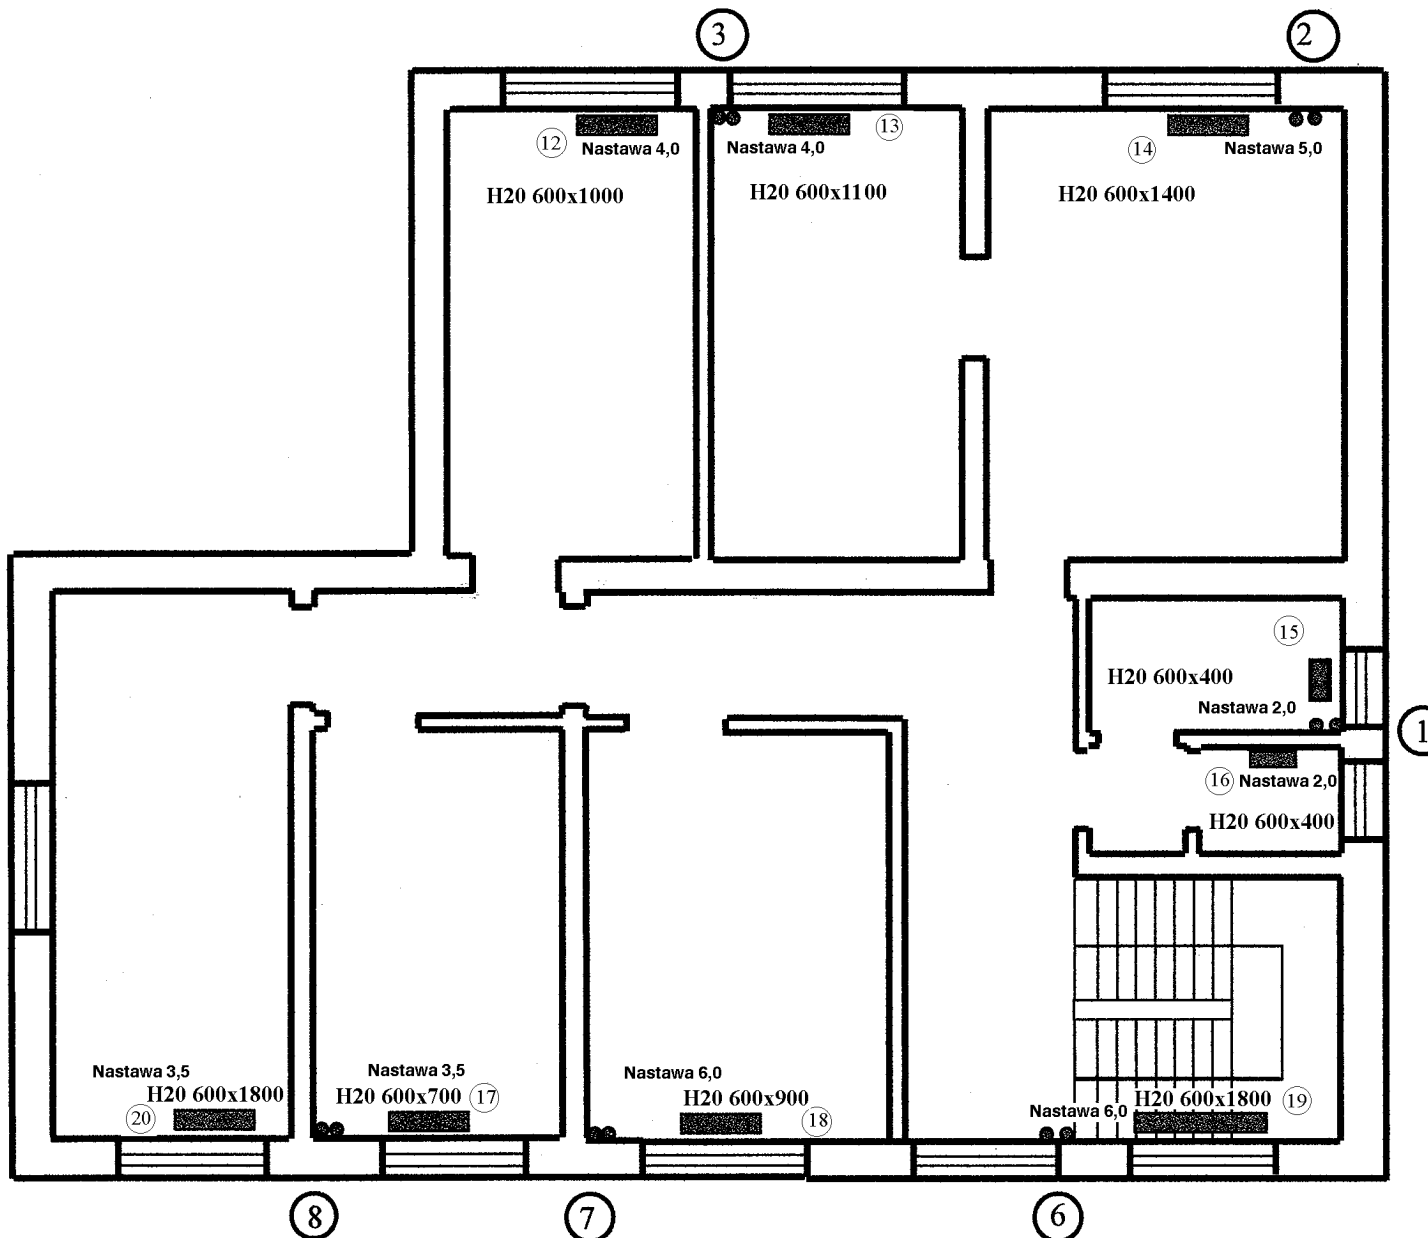 3
2
12
Nastawa 4,0
Nastawa 4,0
13
14
Nastawa 5,0
H20 600x1000
H20 600x1100
H20 600x1400
15
H20 600x400
Nastawa 2,0
1
16
Nastawa 2,0
H20 600x400
Nastawa 3,5
H20 600x1800
20
Nastawa 3,5
H20 600x700
17
Nastawa 6,0
H20 600x900
18
Nastawa 6,0
H20 600x1800
19
8
7
6